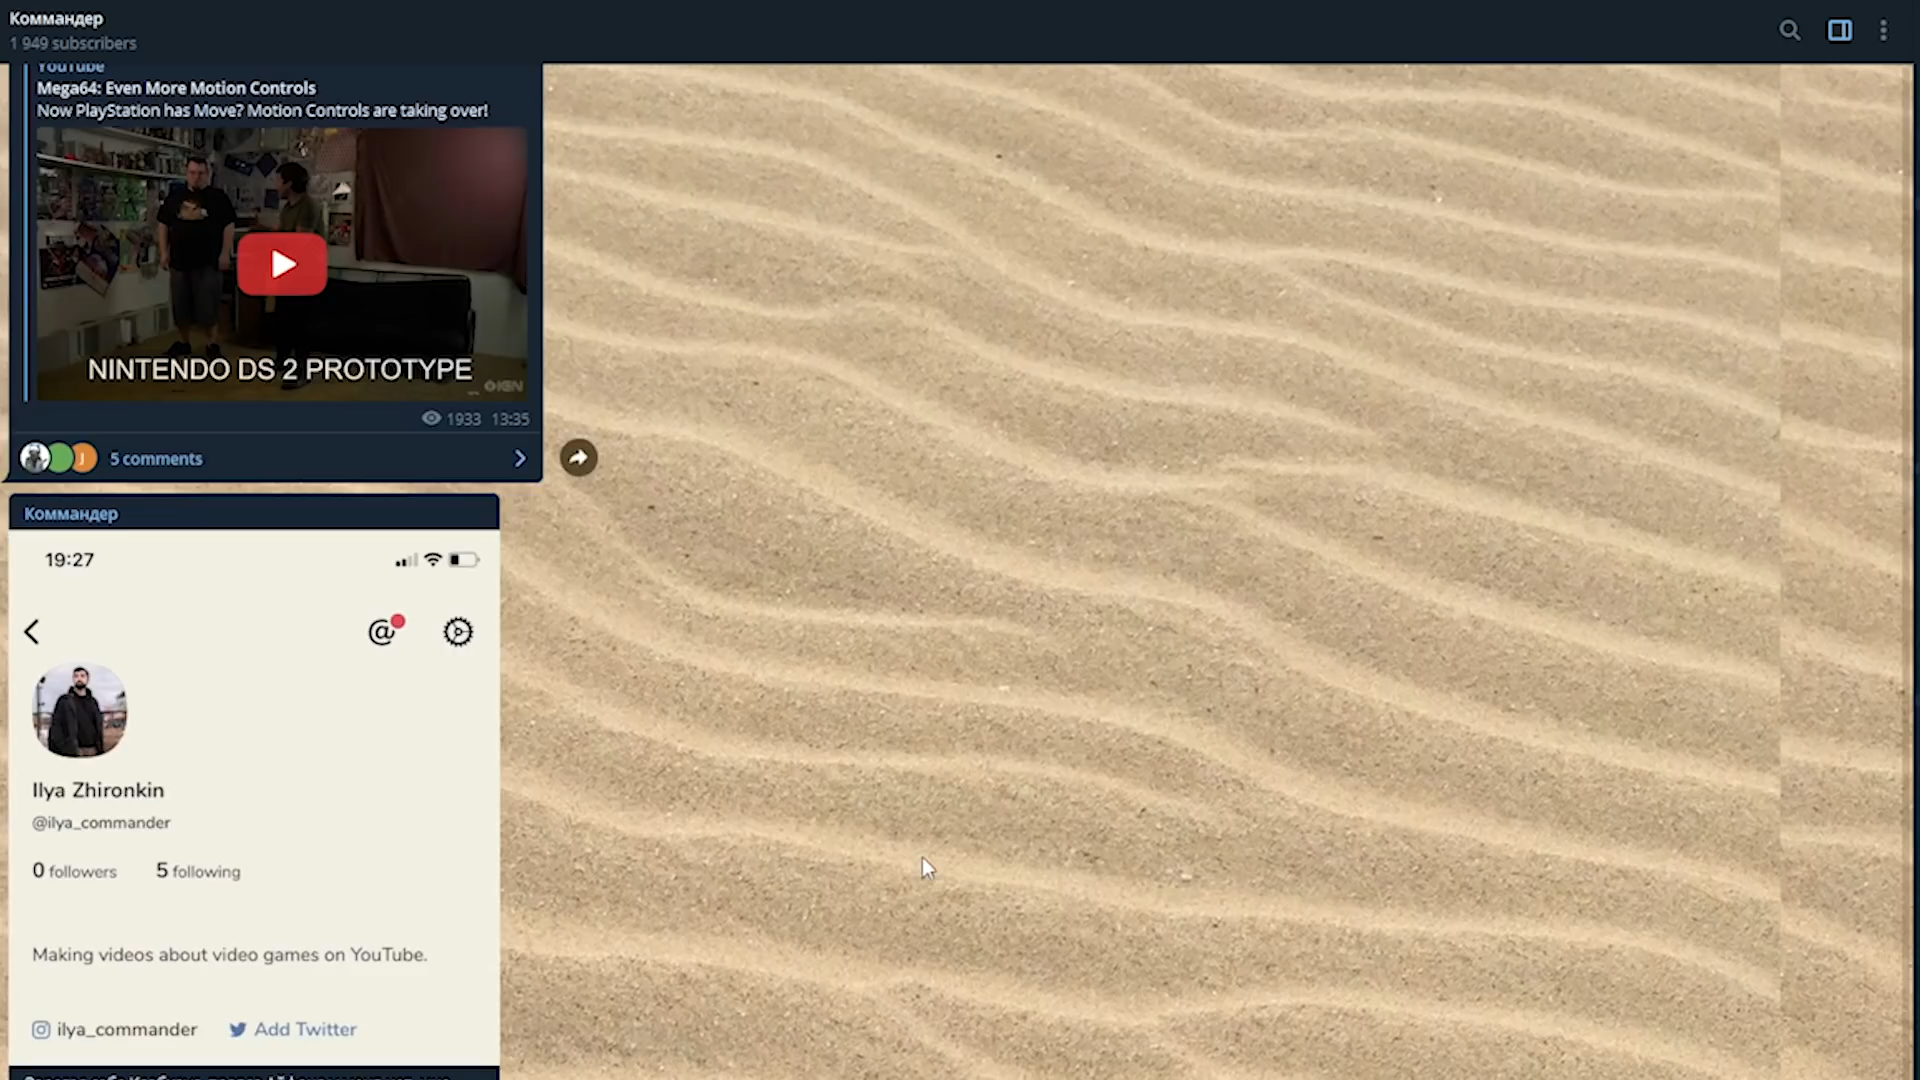 Коммандер
1 949 subscribers
YouTube
Mega64: Even More Motion Controls
Now PlayStation has Move? Motion Controls are taking over!
NINTENDO DS 2 PROTOTYPE
IGN
1933 13:35
J
5 comments
Коммандер
19:27
@
Ilya Zhironkin
@ilya_commander
0 followers 5 following
Making videos about video games on YouTube.
ilya_commander Add Twitter